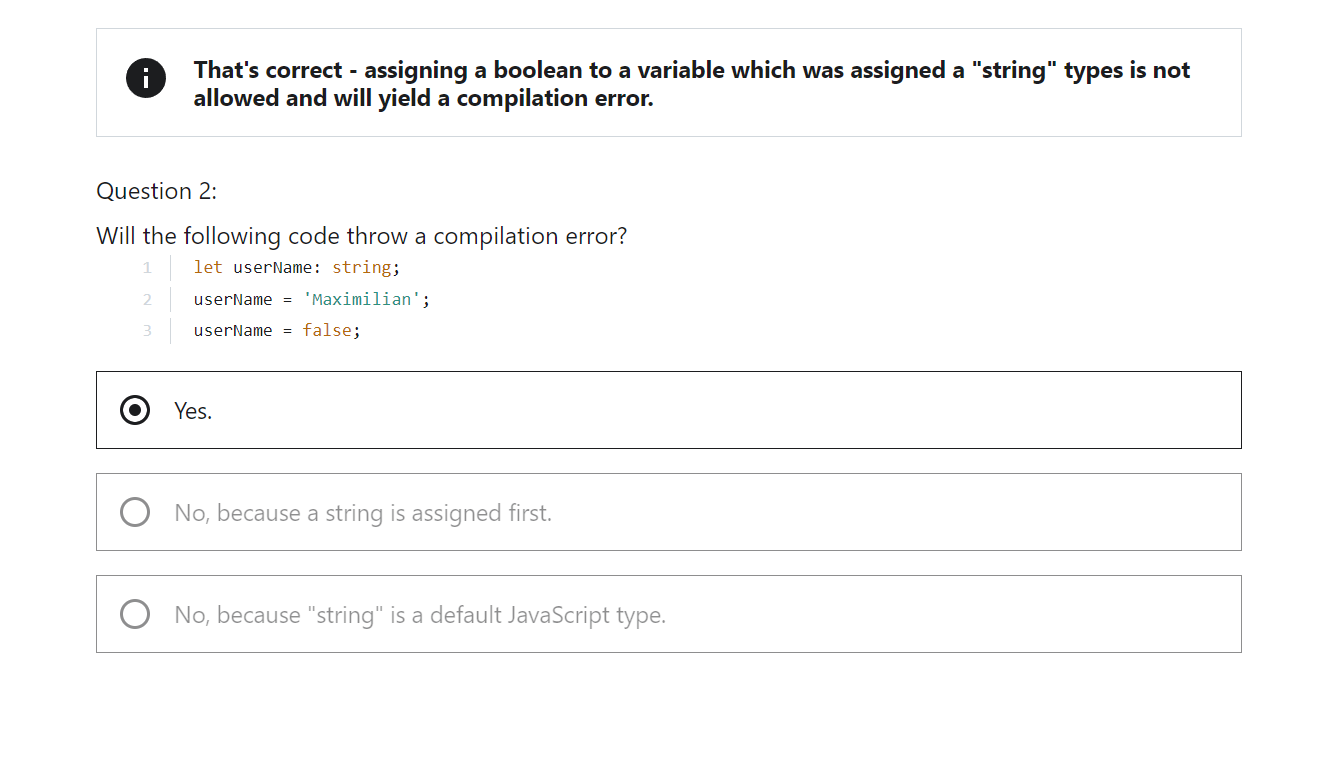 That's correct - assigning a boolean to a variable which was assigned a "string" types is not
allowed and will yield a compilation error.
Question 2:
Will the following code throw a compilation error?
1 let userName: string;
2 userName = 'Maximilian';
3 userName = false;
Yes.
No, because a string is assigned first.
No, because "string" is a default JavaScript type.